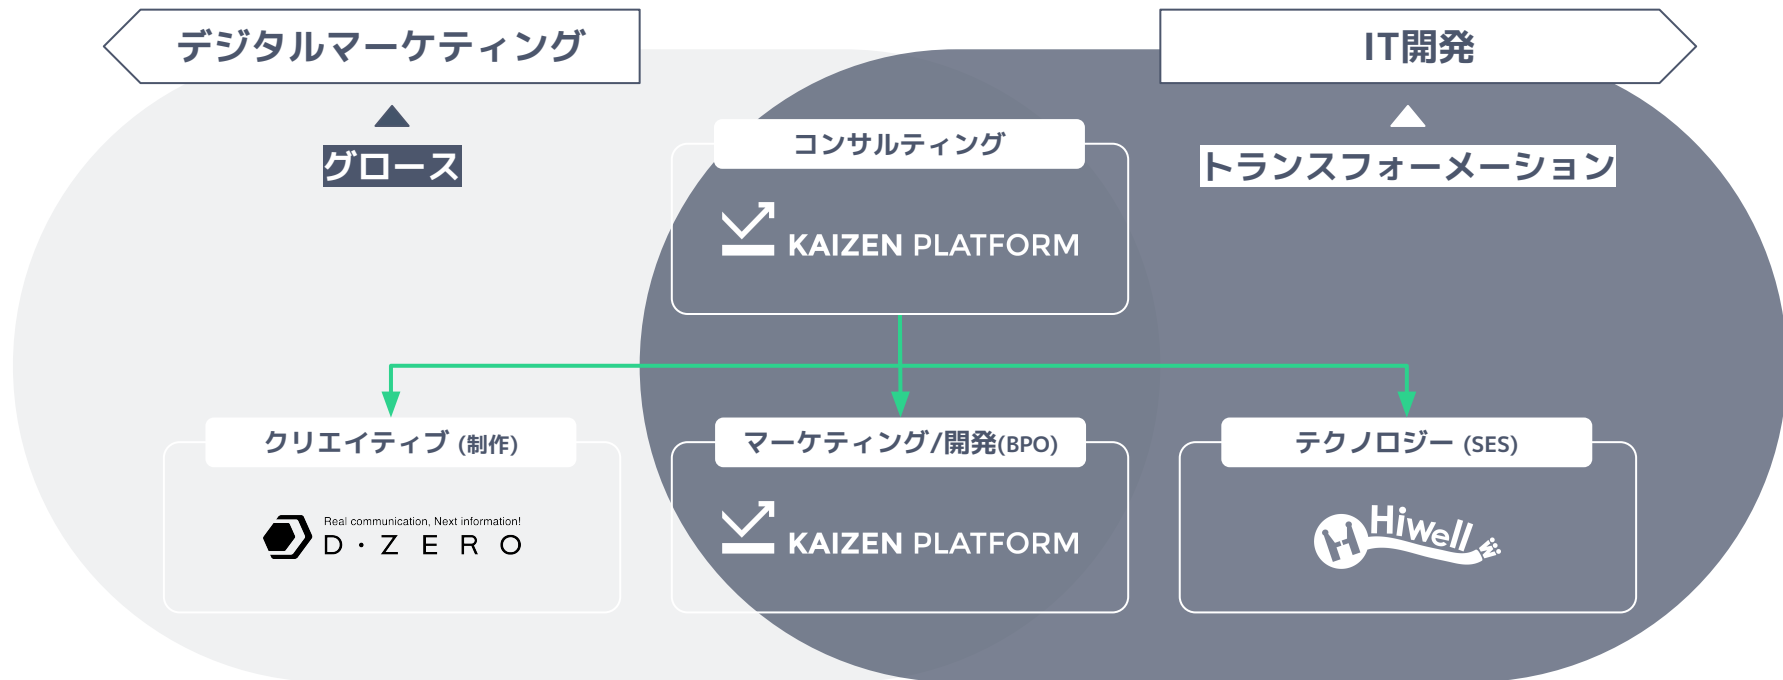 デジタルマーケティング
IT開発
グロース
トランスフォーメーション
コンサルティング
KAIZEN PLATFORM
クリエイティブ (制作)
Real communication, Next information!
D・ZERO
マーケティング/開発(BPO)
KAIZEN PLATFORM
テクノロジー (SES)
H Hiwell